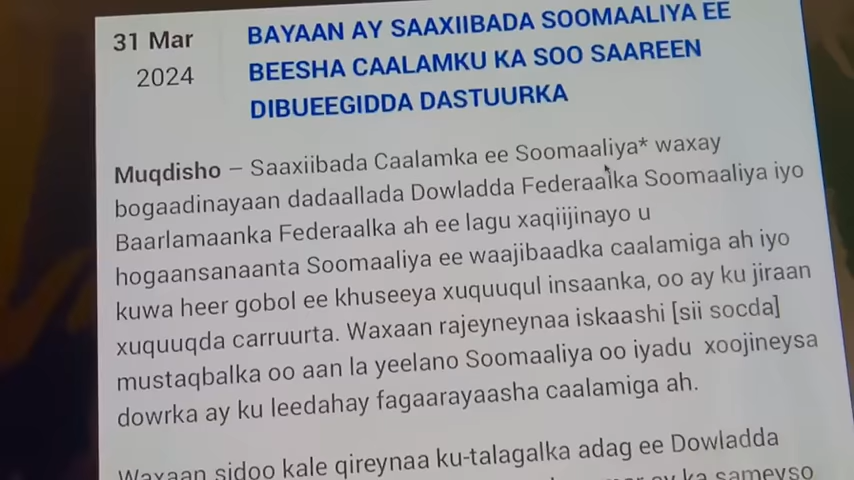 31 Mar
2024
BAYAAN AY SAAXIIBADA SOOMAALIYA EE
BEESHA CAALAMKU KA SOO SAAREEN
DIBUEEGIDDA DASTUURKA
Muqdisho – Saaxiibada Caalamka ee Soomaaliya* waxay
bogaadinayaan dadaallada Dowladda Federaalka Soomaaliya iyo
Baarlamaanka Federaalka ah ee lagu xaqiijinayo u
hogaansanaanta Soomaaliya ee waajibaadka caalamiga ah iyo
kuwa heer gobol ee khuseeya xuquuqul insaanka, oo ay ku jiraan
xuquuqda carruurta. Waxaan rajeyneynaa iskaashi [sii socda]
mustaqbalka oo aan la yeelano Soomaaliya oo iyadu xoojineysa
dowrka ay ku leedahay fagaarayaasha caalamiga ah.
Waxaan sidoo kale qireynaa ku-talagalka adag ee Dowladda
ay ka sameyso